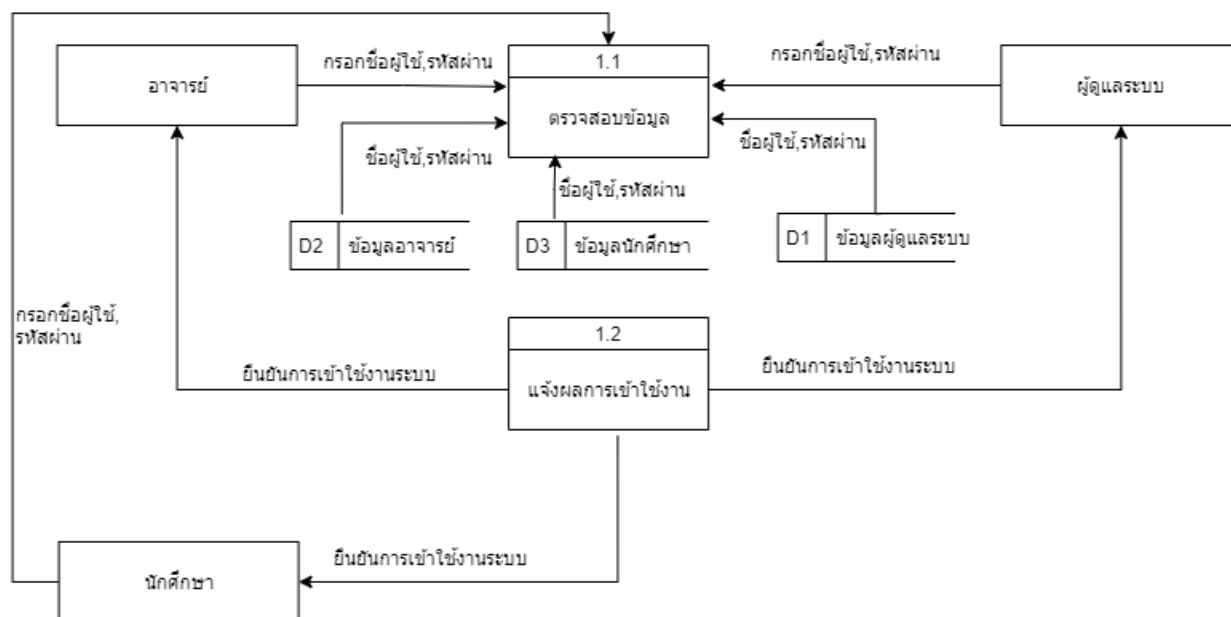 กรอกชื่อผู้ใช้,รหัสผ่าน
1.1
กรอกชื่อผู้ใช้,รหัสผ่าน
อาจารย์
ตรวจสอบข้อมูล
ผู้ดูแลระบบ
ชื่อผู้ใช้,รหัสผ่าน
ชื่อผู้ใช้,รหัสผ่าน
ชื่อผู้ใช้,รหัสผ่าน
D2 ข้อมูลอาจารย์
D3 ข้อมูลนักศึกษา
D1 ข้อมูลผู้ดูแลระบบ
กรอกชื่อผู้ใช้,
รหัสผ่าน
1.2
ยืนยันการเข้าใช้งานระบบ
แจ้งผลการเข้าใช้งาน
ยืนยันการเข้าใช้งานระบบ
ยืนยันการเข้าใช้งานระบบ
นักศึกษา